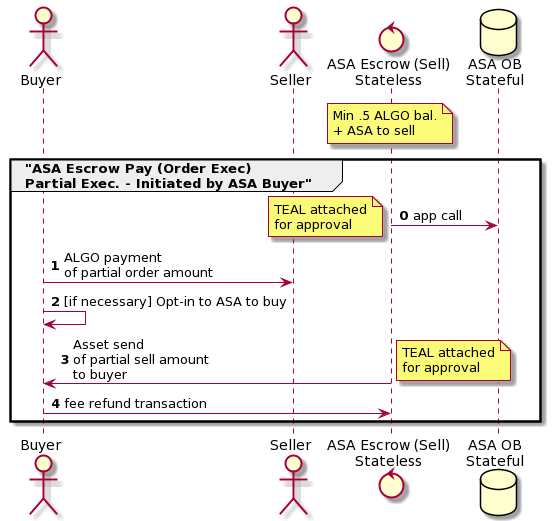 Buyer
Seller
ASA Escrow (Sell)
Stateless
ASA OB
Stateful
Min .5 ALGO bal.
+ ASA to sell
"ASA Escrow Pay (Order Exec)
Partial Exec. - Initiated by ASA Buyer"
TEAL attached
for approval
0 app call
ALGO payment
1 of partial order amount
2 [if necessary] Opt-in to ASA to buy
Asset send
3 of partial sell amount
to buyer
TEAL attached
for approval
4 fee refund transaction
Buyer
Seller
ASA Escrow (Sell)
Stateless
ASA OB
Stateful